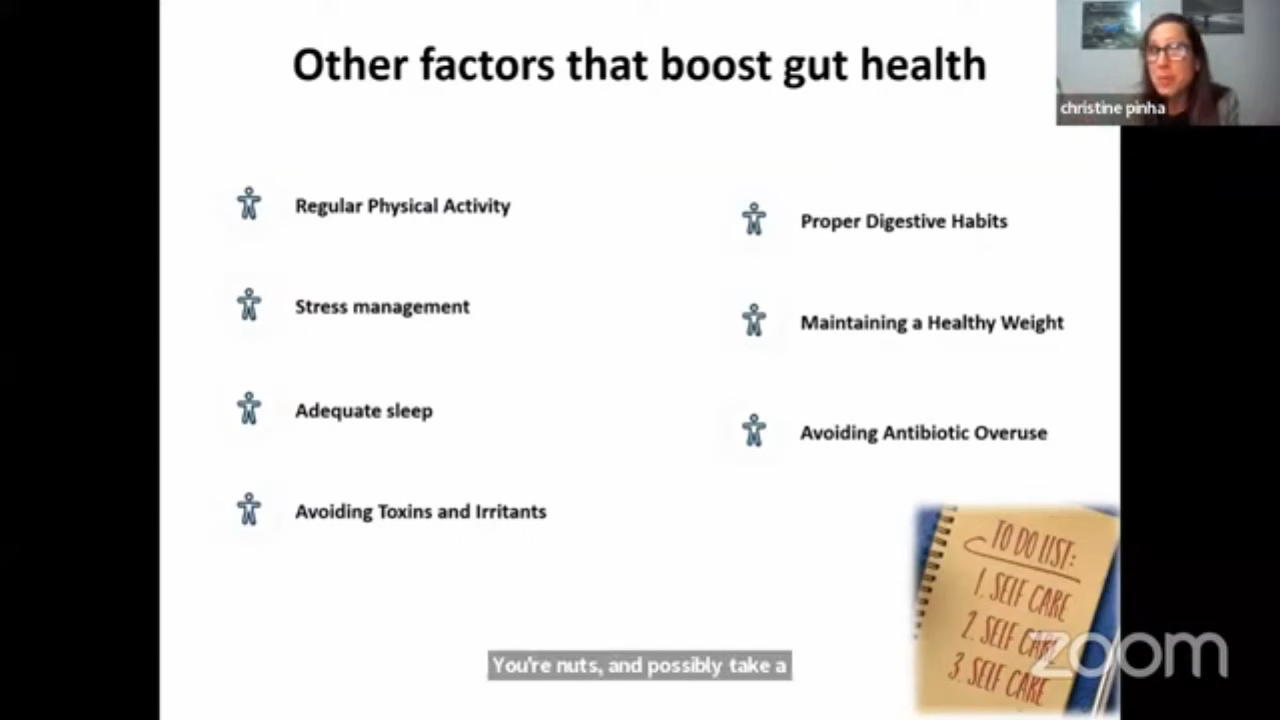 Other factors that boost gut health
christine pinha
Regular Physical Activity
Stress management
Adequate sleep
Avoiding Toxins and Irritants
Proper Digestive Habits
Maintaining a Healthy Weight
Avoiding Antibiotic Overuse
TO DO LIST:
1. SELF CARE
2. SELF CARE
3. SELF CARE
zoom
You're nuts, and possibly take a